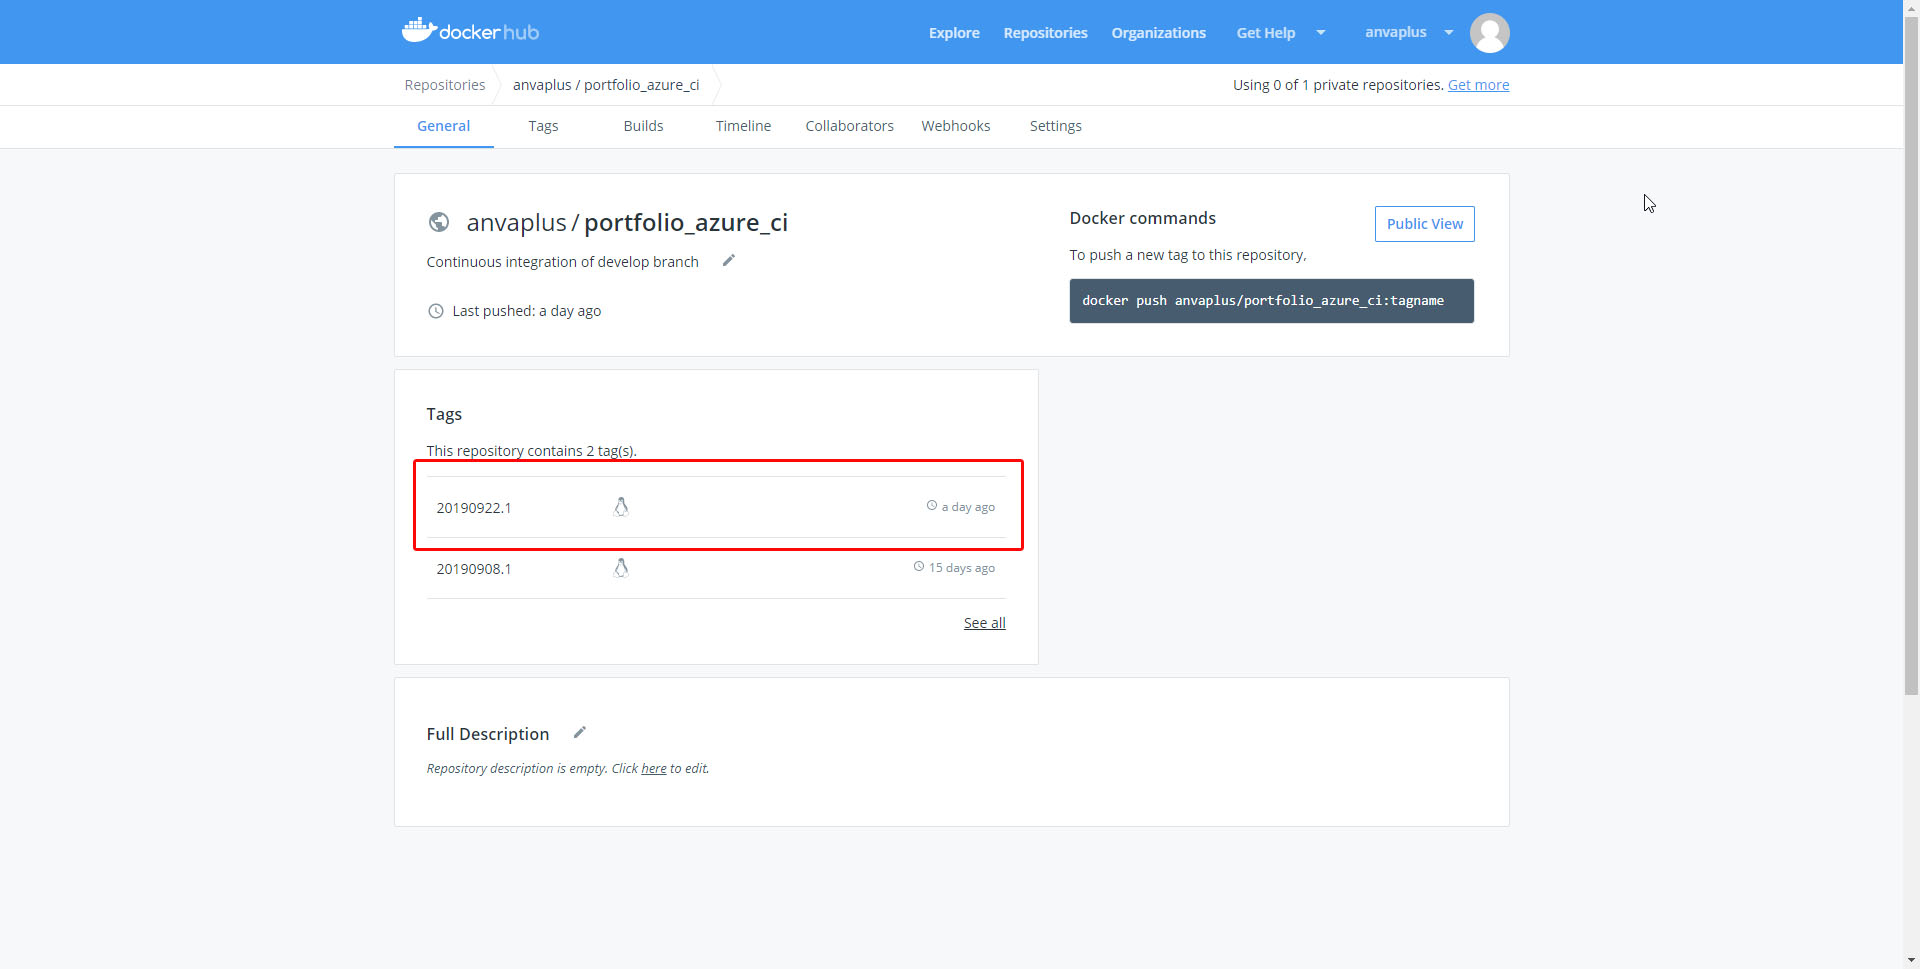 dockerhub Explore Repositories Organizations Get Help anvaplus
Repositories anvaplus / portfolio_azure_ci Using 0 of 1 private repositories. Get more
General Tags Builds Timeline Collaborators Webhooks Settings
anvaplus / portfolio_azure_ci
Continuous integration of develop branch
Last pushed: a day ago
Docker commands
Public View
To push a new tag to this repository,
docker push anvaplus/portfolio_azure_ci:tagname
Tags
This repository contains 2 tag(s).
20190922.1 a day ago
20190908.1 15 days ago
See all
Full Description
Repository description is empty. Click here to edit.